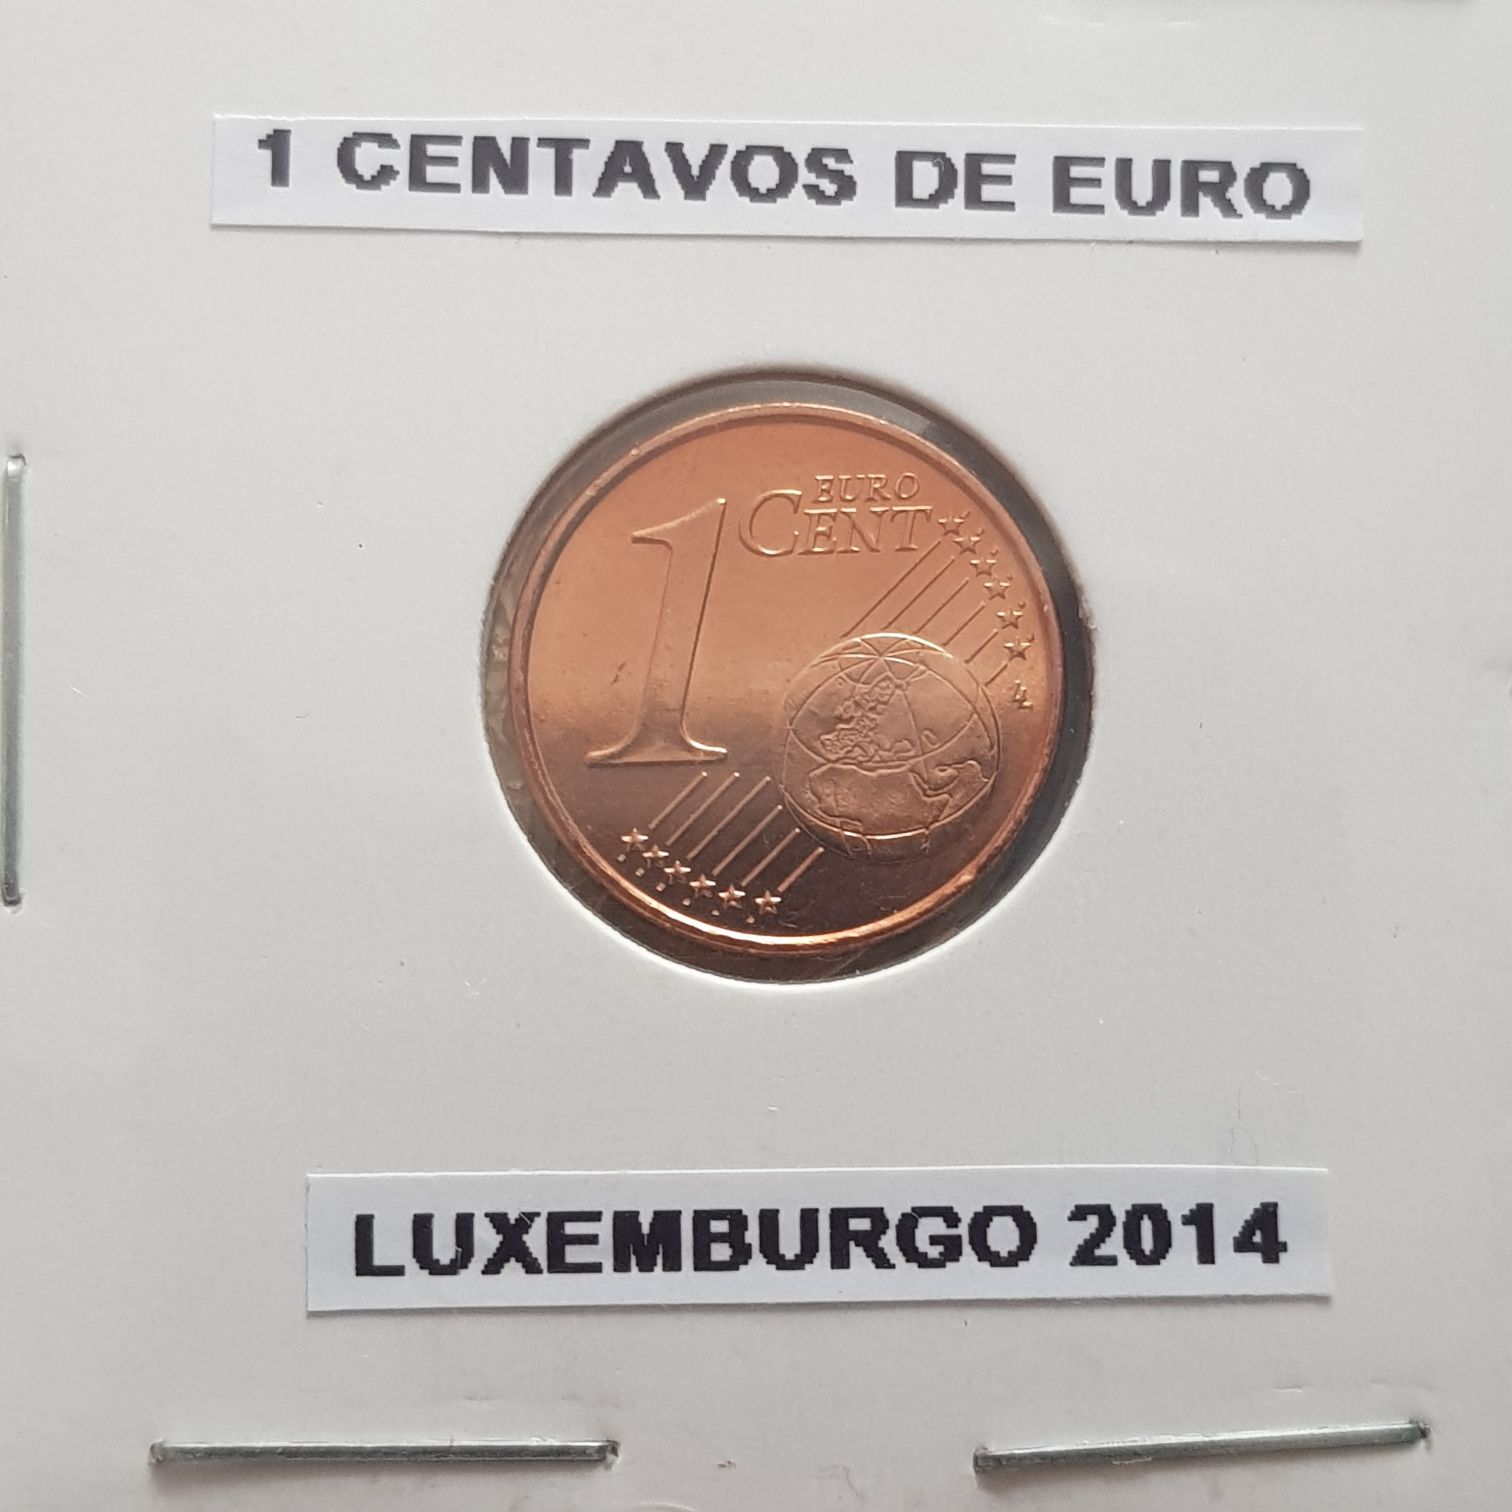 1 CENTAVOS DE EURO
1 EURO
CENT
LUXEMBURGO 2014